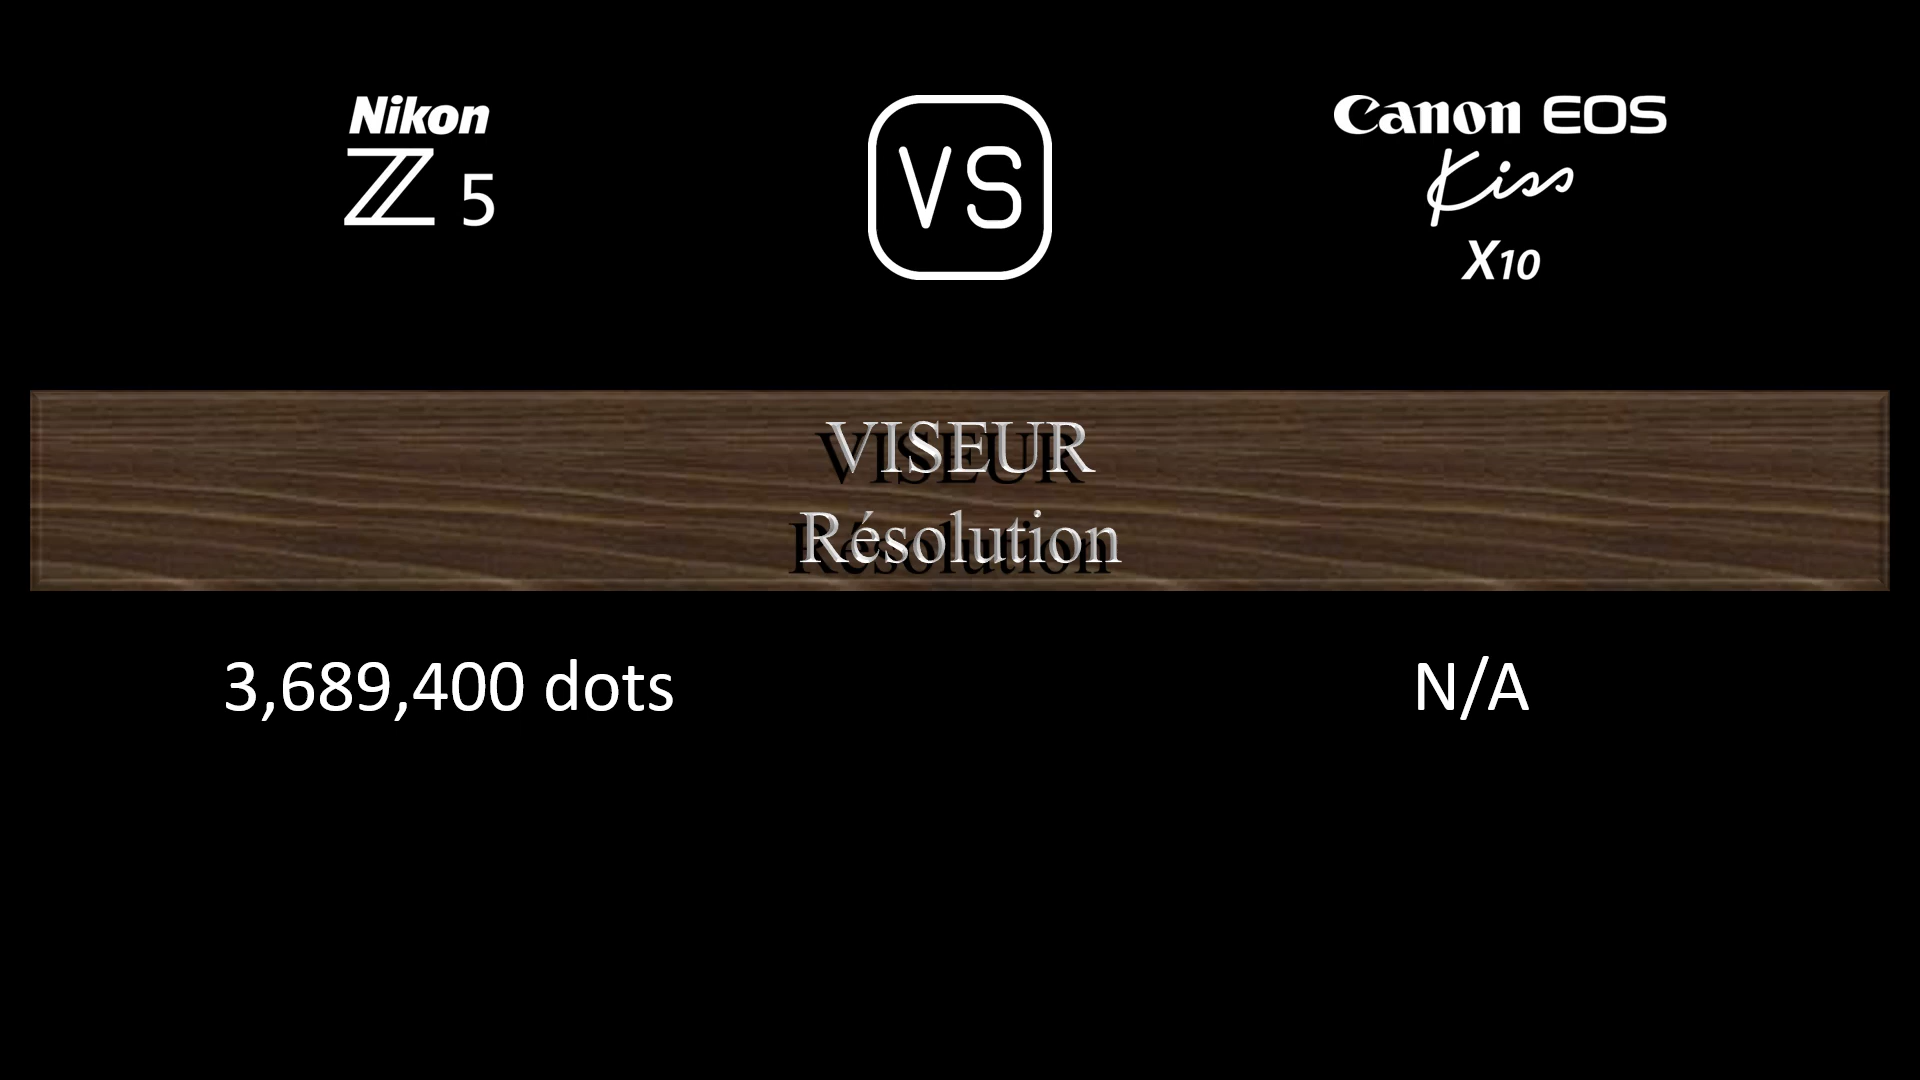 Nikon
Z 5
VS
Canon EOS
Kiss
X10
VISEUR
Résolution
3,689,400 dots
N/A